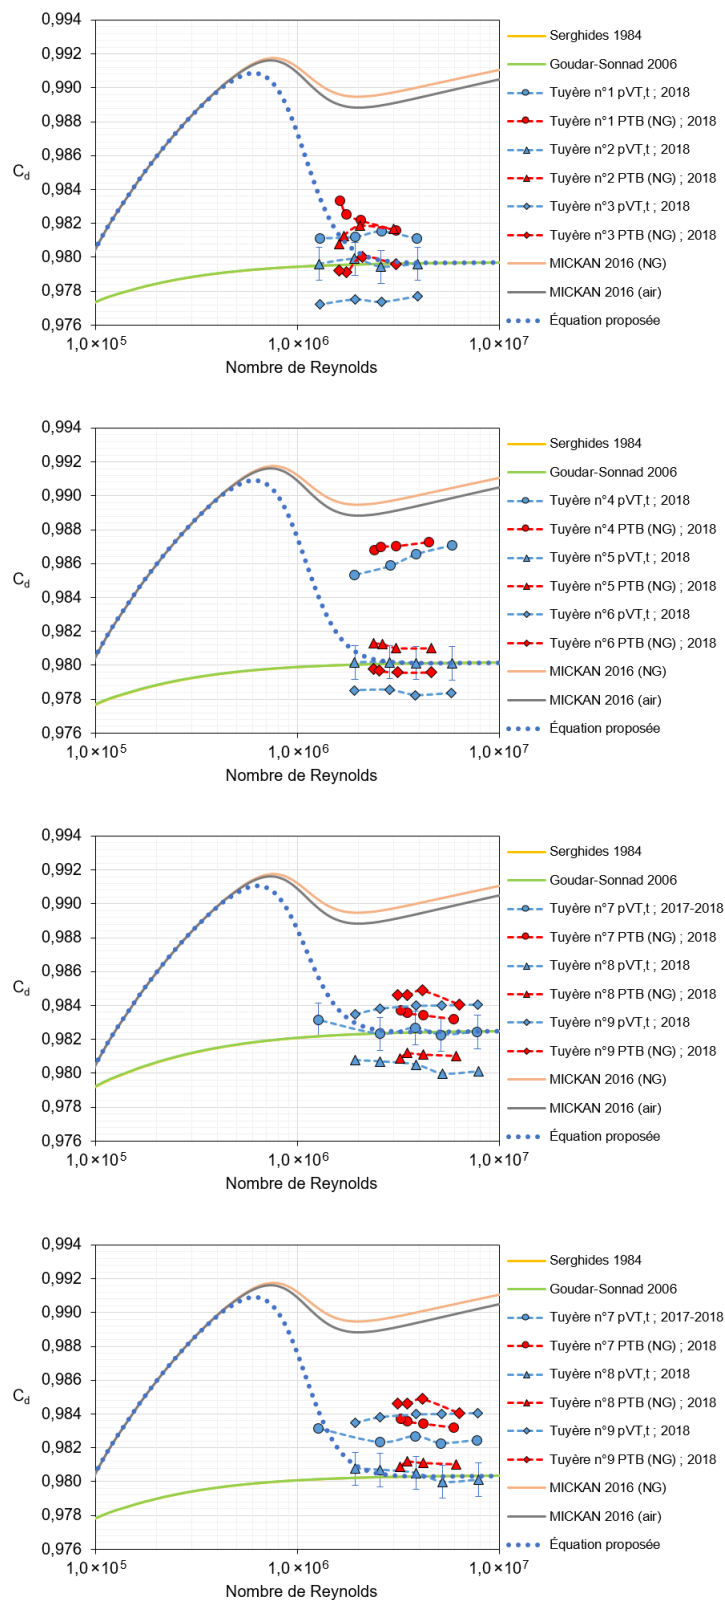 0,994
0,992
0,990
0,988
0,986
0,984
0,982
0,980
0,978
0,976
C_d
1,0×10⁵
1,0×10⁶
1,0×10⁷
Nombre de Reynolds
Serghides 1984
Goudar-Sonnad 2006
Tuyère n°1 pVT,t ; 2018
Tuyère n°1 PTB (NG) ; 2018
Tuyère n°2 pVT,t ; 2018
Tuyère n°2 PTB (NG) ; 2018
Tuyère n°3 pVT,t ; 2018
Tuyère n°3 PTB (NG) ; 2018
MICKAN 2016 (NG)
MICKAN 2016 (air)
Équation proposée
0,994
0,992
0,990
0,988
0,986
0,984
0,982
0,980
0,978
0,976
C_d
1,0×10⁵
1,0×10⁶
1,0×10⁷
Nombre de Reynolds
Serghides 1984
Goudar-Sonnad 2006
Tuyère n°4 pVT,t ; 2018
Tuyère n°4 PTB (NG) ; 2018
Tuyère n°5 pVT,t ; 2018
Tuyère n°5 PTB (NG) ; 2018
Tuyère n°6 pVT,t ; 2018
Tuyère n°6 PTB (NG) ; 2018
MICKAN 2016 (NG)
MICKAN 2016 (air)
Équation proposée
0,994
0,992
0,990
0,988
0,986
0,984
0,982
0,980
0,978
0,976
C_d
1,0×10⁵
1,0×10⁶
1,0×10⁷
Nombre de Reynolds
Serghides 1984
Goudar-Sonnad 2006
Tuyère n°7 pVT,t ; 2017-2018
Tuyère n°7 PTB (NG) ; 2018
Tuyère n°8 pVT,t ; 2018
Tuyère n°8 PTB (NG) ; 2018
Tuyère n°9 pVT,t ; 2018
Tuyère n°9 PTB (NG) ; 2018
MICKAN 2016 (NG)
MICKAN 2016 (air)
Équation proposée
0,994
0,992
0,990
0,988
0,986
0,984
0,982
0,980
0,978
0,976
C_d
1,0×10⁵
1,0×10⁶
1,0×10⁷
Nombre de Reynolds
Serghides 1984
Goudar-Sonnad 2006
Tuyère n°7 pVT,t ; 2017-2018
Tuyère n°7 PTB (NG) ; 2018
Tuyère n°8 pVT,t ; 2018
Tuyère n°8 PTB (NG) ; 2018
Tuyère n°9 pVT,t ; 2018
Tuyère n°9 PTB (NG) ; 2018
MICKAN 2016 (NG)
MICKAN 2016 (air)
Équation proposée